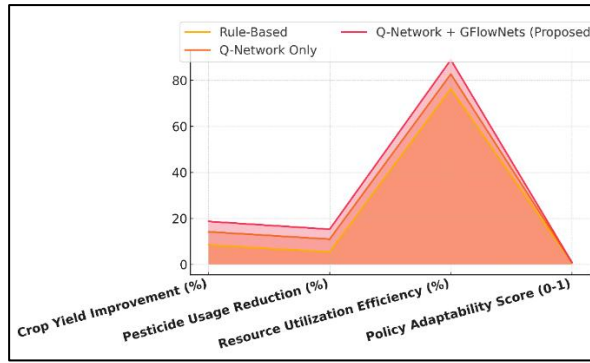 Rule-Based
Q-Network Only
Q-Network + GFlowNets (Proposed
80
60
40
20
0
Crop Yield Improvement (%)
Pesticide Usage Reduction (%)
Resource Utilization Efficiency (%)
Policy Adaptability Score (0-1)